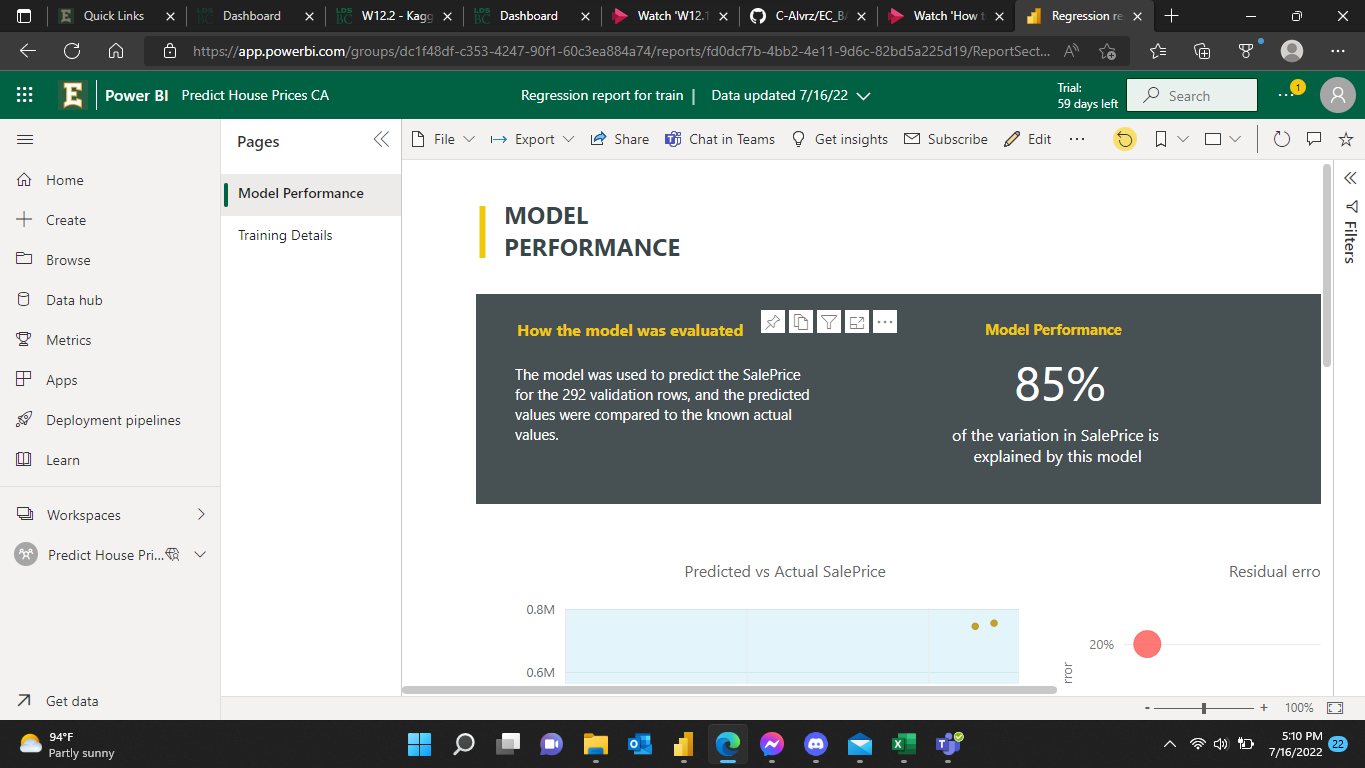 Quick Links
Dashboard
W12.2 - Kagg
Dashboard
Watch 'W12.1
C-Alvrz/EC_BA
Watch 'How t
Regression re
https://app.powerbi.com/groups/dc1f48df-c353-4247-90f1-60c3ea884a74/reports/fd0dcf7b-4bb2-4e11-9d6c-82bd5a225d19/ReportSect...
E
Power BI
Predict House Prices CA
Regression report for train
Data updated 7/16/22
Trial:
59 days left
Search
1
Pages
File
Export
Share
Chat in Teams
Get insights
Subscribe
Edit
Home
Create
Browse
Data hub
Metrics
Apps
Deployment pipelines
Learn
Workspaces
Predict House Pri...
Get data
Model Performance
Training Details
Filters
MODEL
PERFORMANCE
How the model was evaluated
The model was used to predict the SalePrice
for the 292 validation rows, and the predicted
values were compared to the known actual
values.
Model Performance
85%
of the variation in SalePrice is
explained by this model
Predicted vs Actual SalePrice
0.8M
0.6M
Residual erro
20%
rror
- + 100%
94°F
Partly sunny
5:10 PM
7/16/2022
22